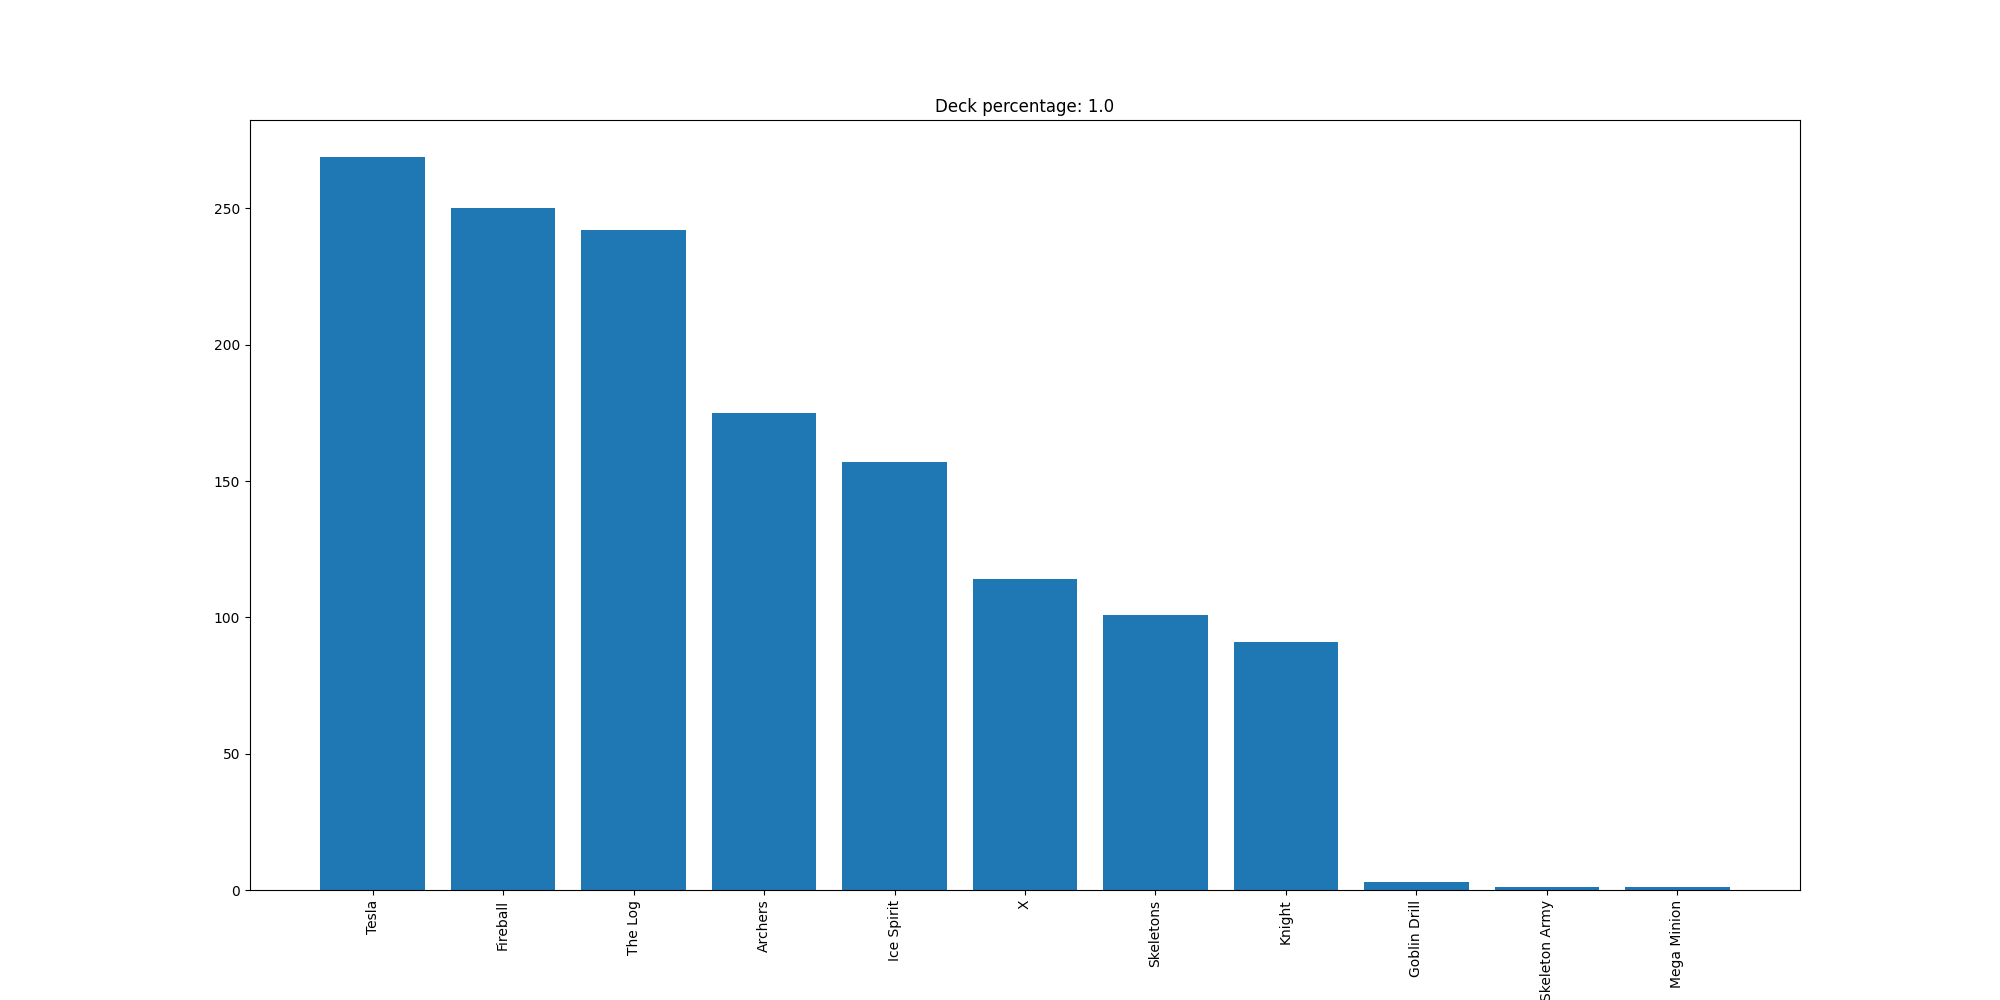 Deck percentage: 1.0
250
200
150
100
50
0
Tesla
Fireball
The Log
Archers
Ice Spirit
X
Skeletons
Knight
Goblin Drill
Skeleton Army
Mega Minion